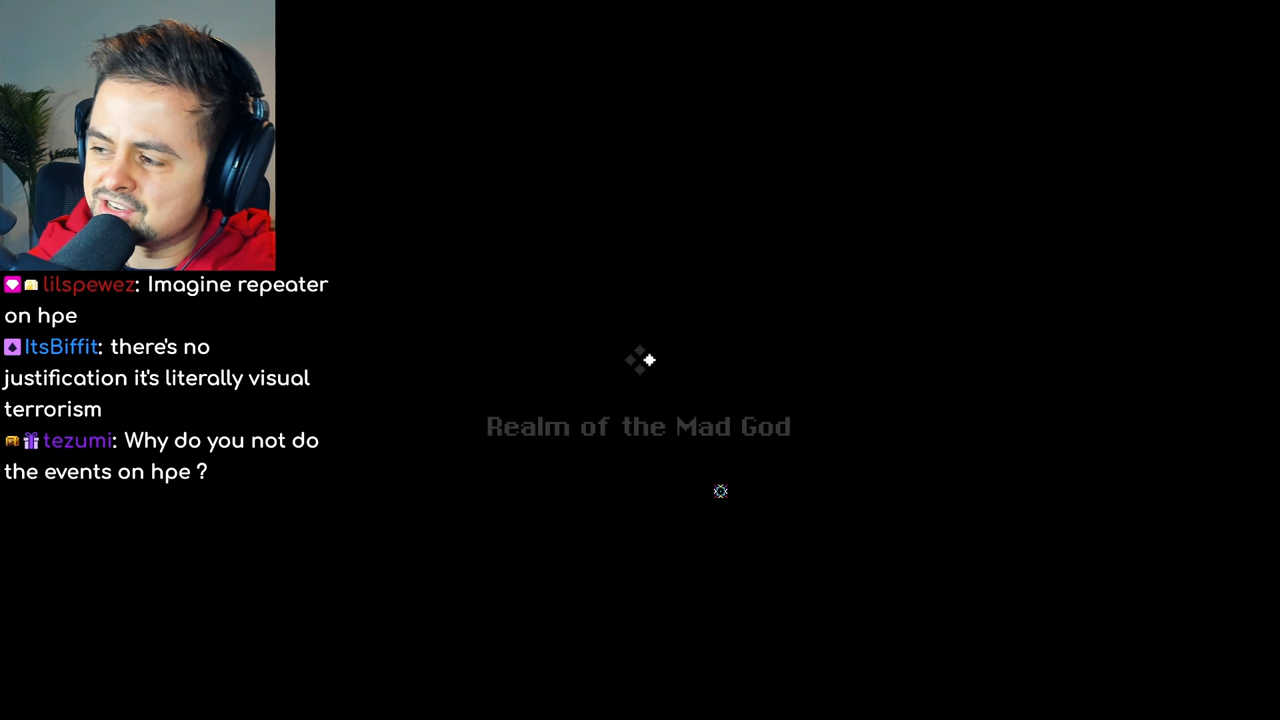 lilspewez: Imagine repeater
on hpe
ItsBiffit: there's no
justification it's literally visual
terrorism
tezumi: Why do you not do
the events on hpe ?
Realm of the Mad God